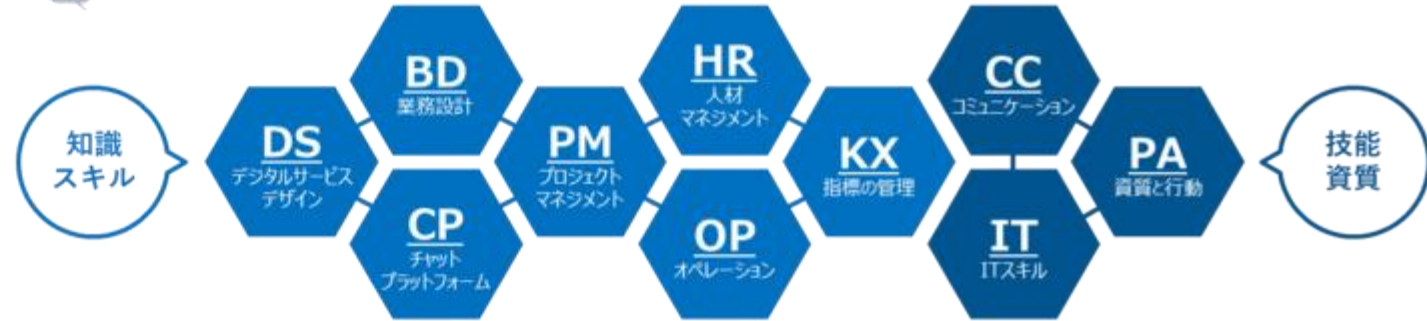 知識
スキル
DS
デジタルサービス
デザイン
BD
業務設計
CP
チャット
プラットフォーム
PM
プロジェクト
マネジメント
HR
人材
マネジメント
OP
オペレーション
KX
指標の管理
CC
コミュニケーション
IT
ITスキル
PA
資質と行動
技能
資質